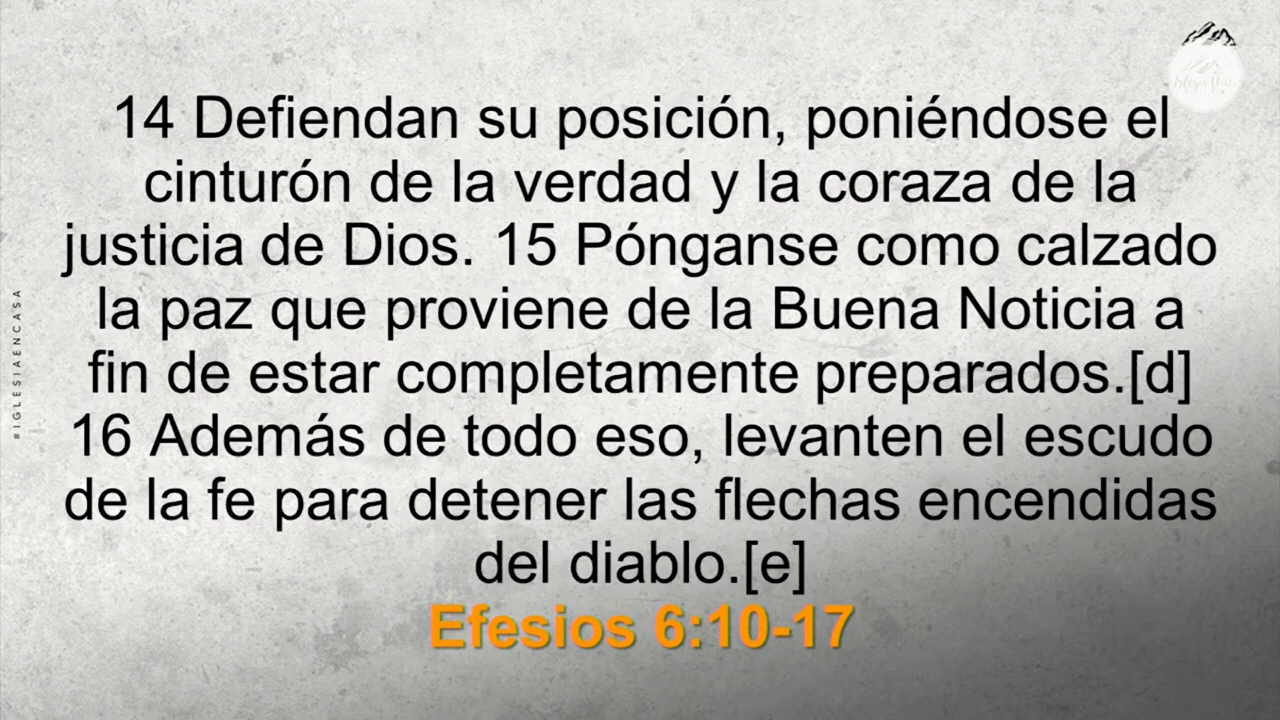 14 Defiendan su posición, poniéndose el
cinturón de la verdad y la coraza de la
justicia de Dios. 15 Pónganse como calzado
la paz que proviene de la Buena Noticia a
fin de estar completamente preparados.[d]
16 Además de todo eso, levanten el escudo
de la fe para detener las flechas encendidas
del diablo.[e]
Efesios 6:10-17
#IGLESIAENCASA